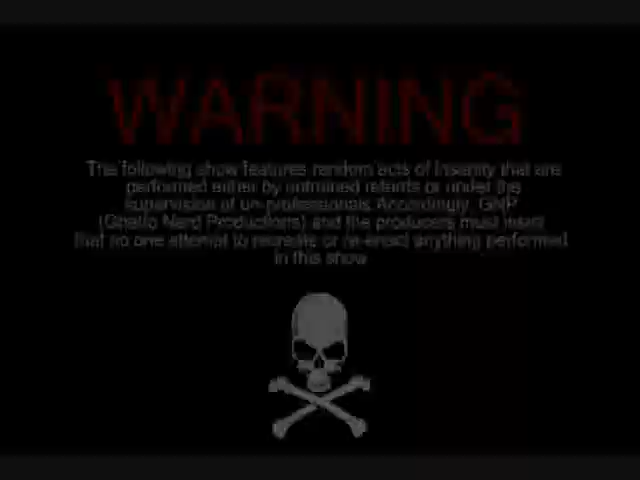 WARNING
The following show features random acts of insanity that are
performed either by untrained retards or under the
supervision of un-professionals Accordingly, GNP
(Ghetto Nerd Productions) and the producers must insist
that no one attempt to recreate or re-enact anything performed
in this show